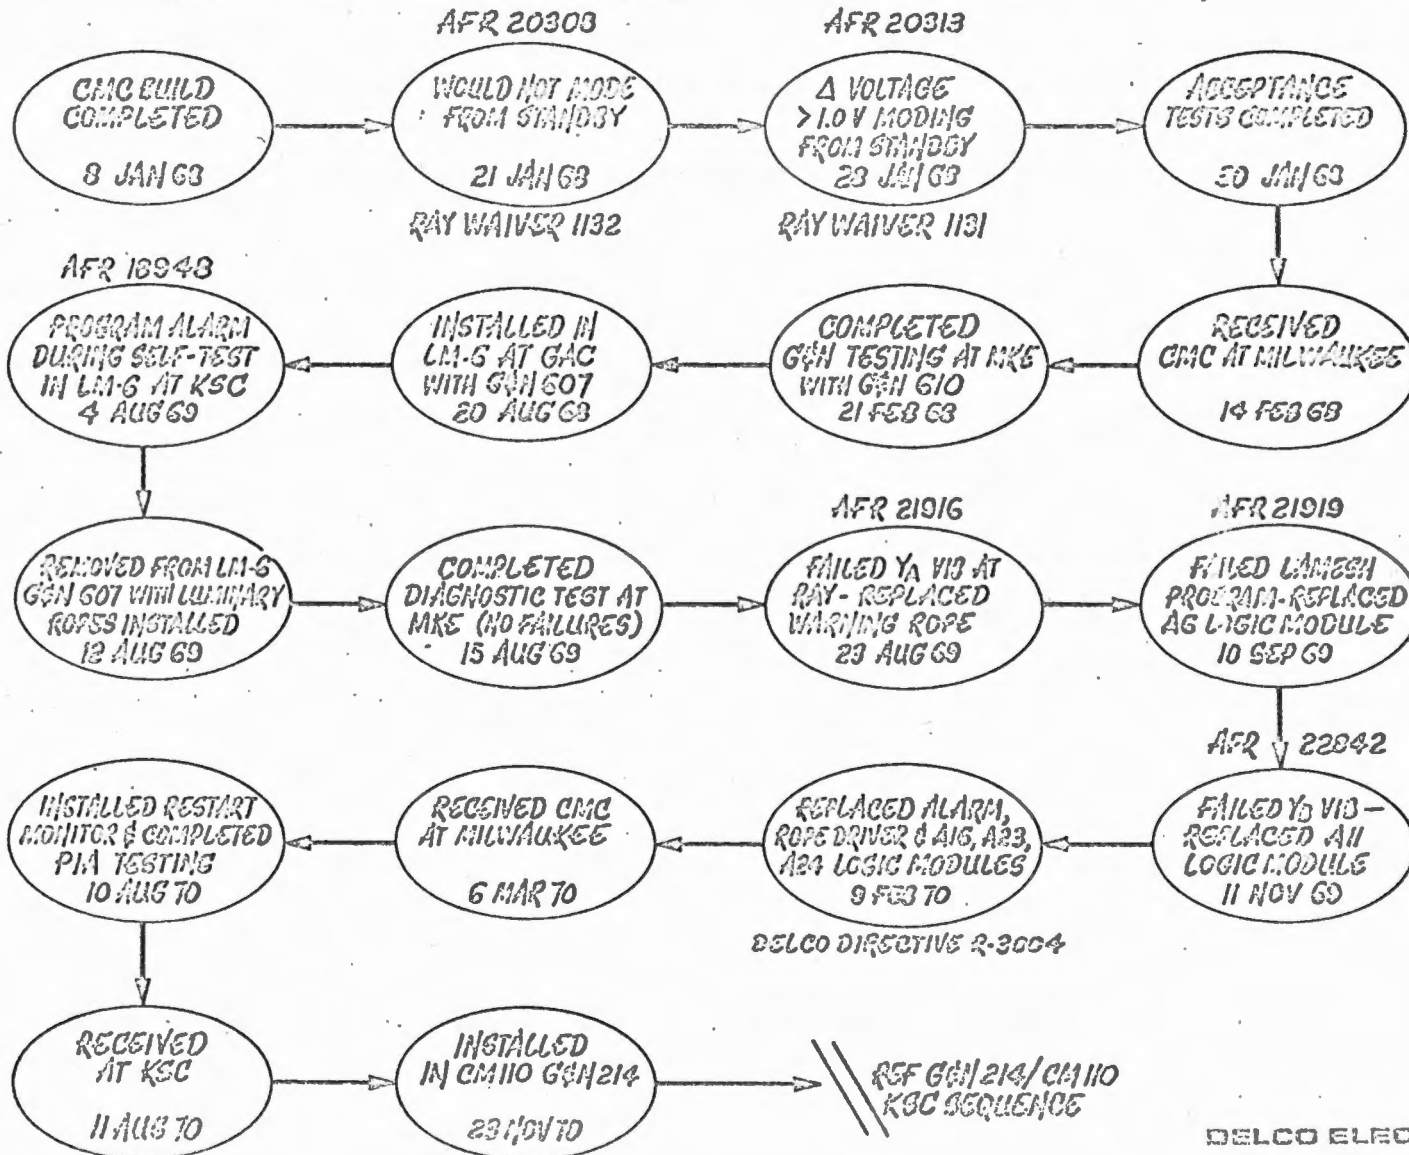 AFR 20303
CMC BUILD
COMPLETED
8 JAN 68
WOULD NOT MODE
FROM STANDBY
21 JAN 68
RAY WAIVER 1132
AFR 20313
Δ VOLTAGE
>1.0 V MODING
FROM STANDBY
23 JAN 68
RAY WAIVER 1131
ACCEPTANCE
TESTS COMPLETED
30 JAN 68
RECEIVED
CMC AT MILWAUKEE
14 FEB 68
COMPLETED
G&N TESTING AT MKE
WITH G&N 610
21 FEB 68
INSTALLED IN
LM-6 AT GAC
WITH G&N 607
20 AUG 68
AFR 18948
PROGRAM ALARM
DURING SELF-TEST
IN LM-6 AT KSC
4 AUG 69
REMOVED FROM LM-6
G&N 607 WITH LUMINARY
ROPES INSTALLED
12 AUG 69
COMPLETED
DIAGNOSTIC TEST AT
MKE (NO FAILURES)
15 AUG 69
AFR 21916
FAILED YA VIB AT
RAY - REPLACED
WARNING ROPE
23 AUG 69
AFR 21919
FAILED LAMESH
PROGRAM-REPLACED
A6 LOGIC MODULE
10 SEP 69
AFR 22842
FAILED YB VIB —
REPLACED A11
LOGIC MODULE
11 NOV 69
REPLACED ALARM,
ROPE DRIVER & A16, A23,
A24 LOGIC MODULES
9 FEB 70
DELCO DIRECTIVE R-3004
RECEIVED CMC
AT MILWAUKEE
6 MAR 70
INSTALLED RESTART
MONITOR & COMPLETED
PIA TESTING
10 AUG 70
RECEIVED
AT KSC
11 AUG 70
INSTALLED
IN CM110 G&N 214
23 NOV 70
REF G&N 214/CM 110
KSC SEQUENCE
DELCO ELEC